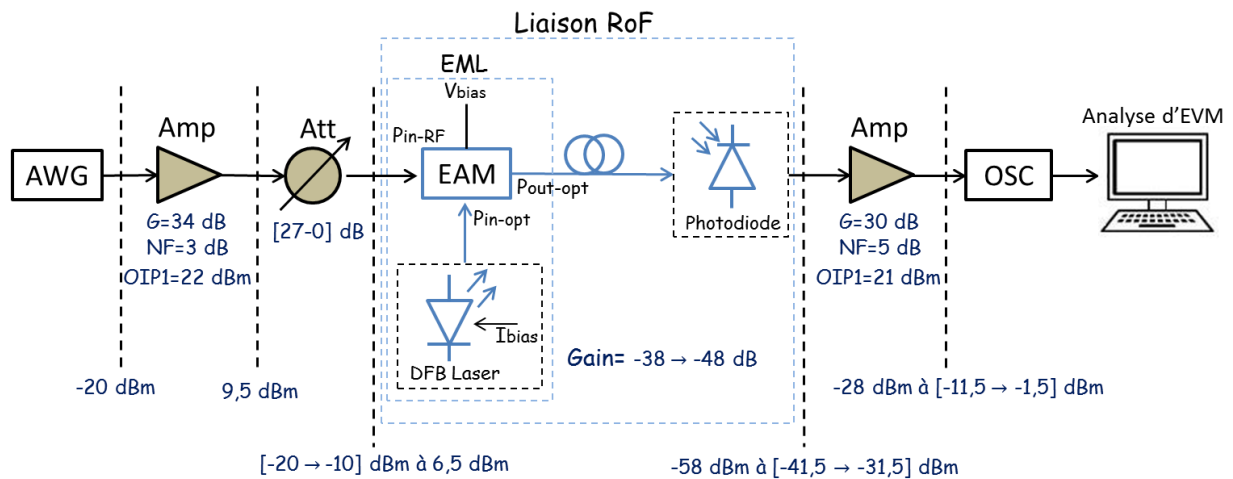 Liaison RoF
EML
Vbias
Amp
Att
Pin-RF
Amp
Analyse d'EVM
AWG
EAM
Pout-opt
OSC
Pin-opt
Photodiode
G=34 dB
NF=3 dB
OIP1=22 dBm
[27-0] dB
G=30 dB
NF=5 dB
OIP1=21 dBm
Ibias
DFB Laser
Gain= -38 → -48 dB
-20 dBm
9,5 dBm
-28 dBm à [-11,5 → -1,5] dBm
[-20 → -10] dBm à 6,5 dBm
-58 dBm à [-41,5 → -31,5] dBm